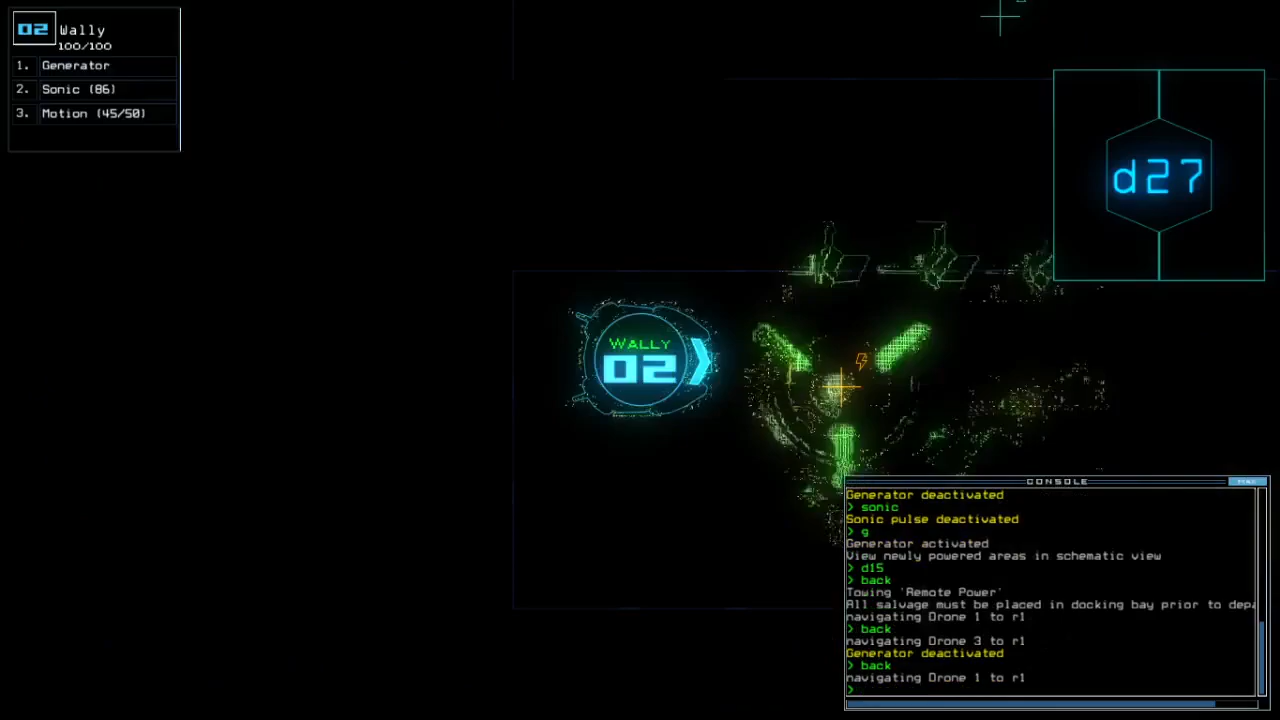 02 Wally
100/100
1. Generator
2. Sonic (86)
3. Motion (45/50)
d27
WALLY
02
CONSOLE
Generator deactivated
> sonic
Sonic pulse deactivated
> g
Generator activated
View newly powered areas in schematic view
> d15
> back
Towing 'Remote Power'
All salvage must be placed in docking bay prior to depa
navigating Drone 1 to r1
> back
navigating Drone 3 to r1
Generator deactivated
> back
navigating Drone 1 to r1
>